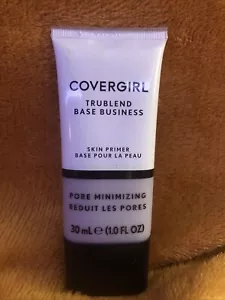 COVERGIRL
TRUBLEND
BASE BUSINESS
SKIN PRIMER
BASE POUR LA PEAU
PORE MINIMIZING
RÉDUIT LES PORES
30 mL e (1.0 FL OZ)